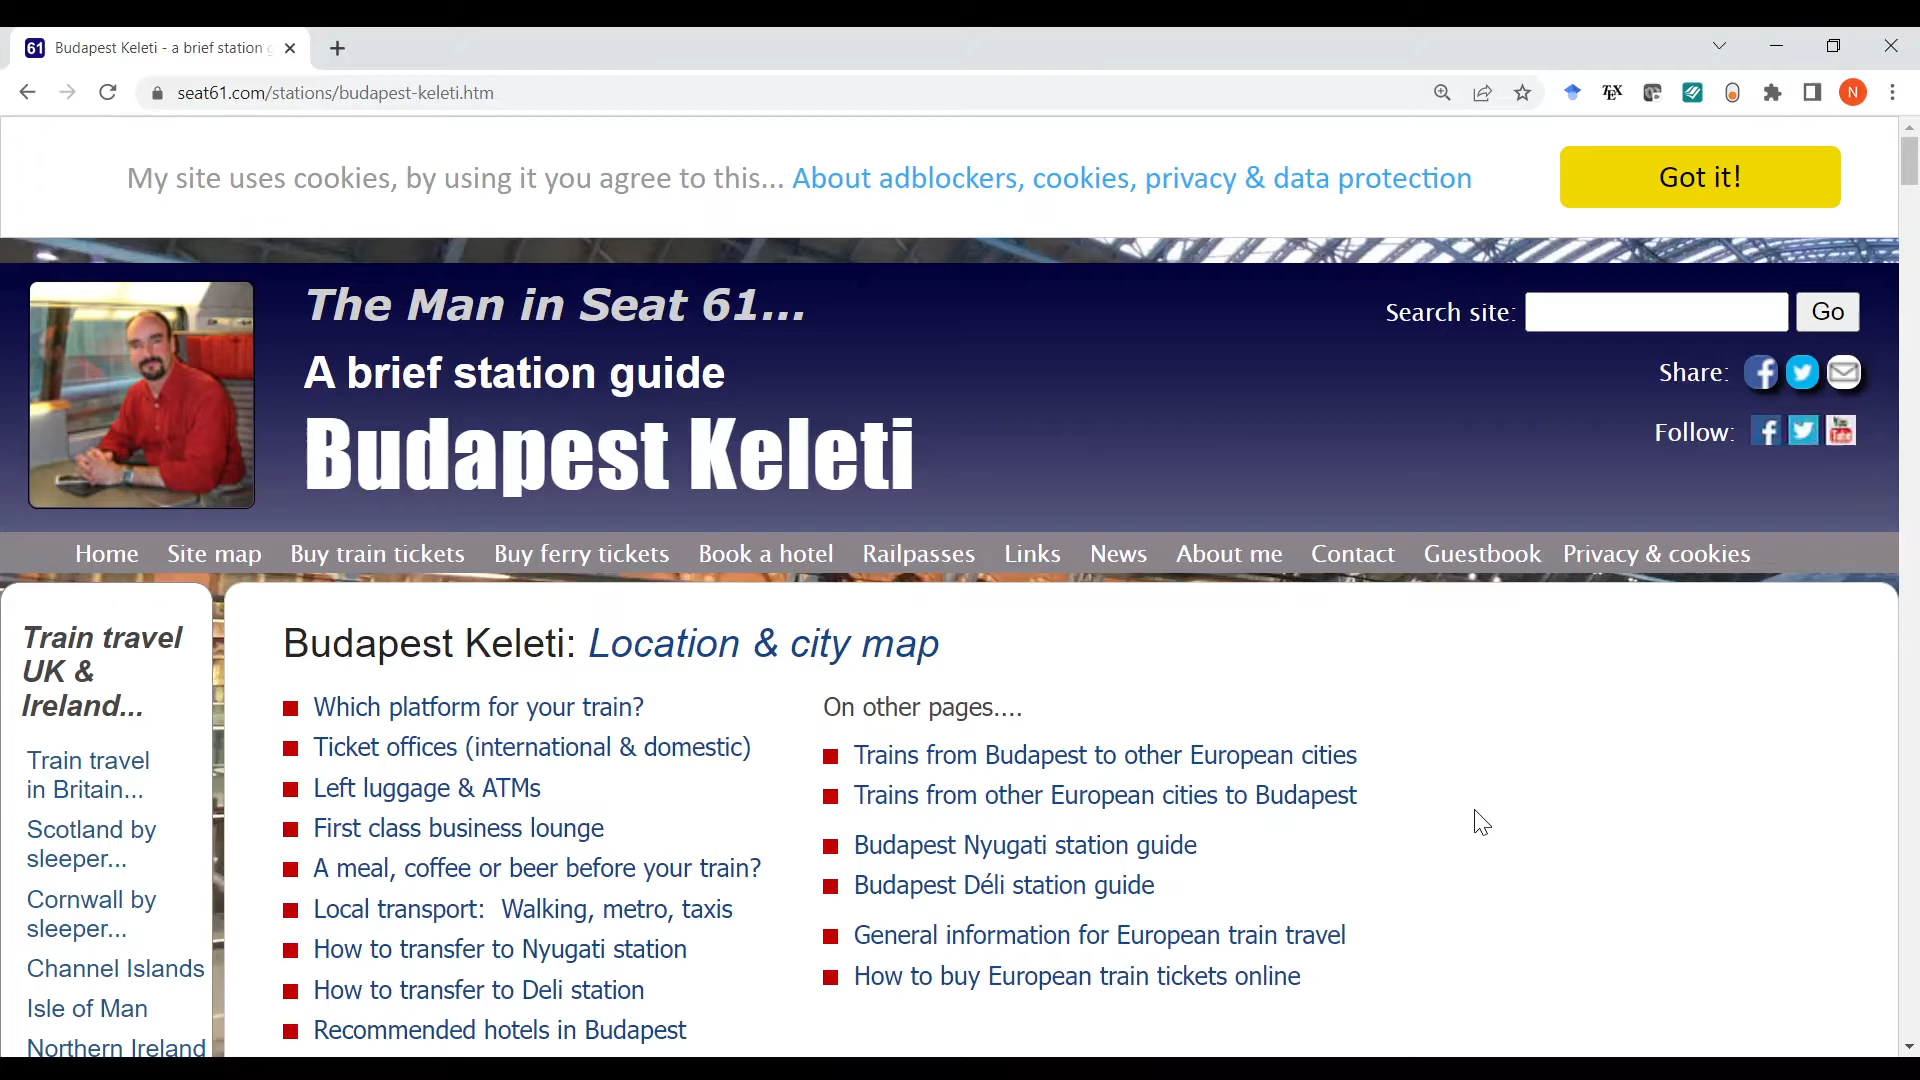 61 Budapest Keleti - a brief station g
seat61.com/stations/budapest-keleti.htm
TEX
N
My site uses cookies, by using it you agree to this... About adblockers, cookies, privacy & data protection
Got it!
The Man in Seat 61...
Search site:
Go
A brief station guide
Share:
Budapest Keleti
Follow:
You Tube
Home Site map Buy train tickets Buy ferry tickets Book a hotel Railpasses Links News About me Contact Guestbook Privacy & cookies
Train travel
UK &
Ireland...
Train travel
in Britain...
Scotland by
sleeper...
Cornwall by
sleeper...
Channel Islands
Isle of Man
Northern Ireland
Budapest Keleti: Location & city map
Which platform for your train?
Ticket offices (international & domestic)
Left luggage & ATMs
First class business lounge
A meal, coffee or beer before your train?
Local transport: Walking, metro, taxis
How to transfer to Nyugati station
How to transfer to Deli station
Recommended hotels in Budapest
On other pages....
Trains from Budapest to other European cities
Trains from other European cities to Budapest
Budapest Nyugati station guide
Budapest Déli station guide
General information for European train travel
How to buy European train tickets online